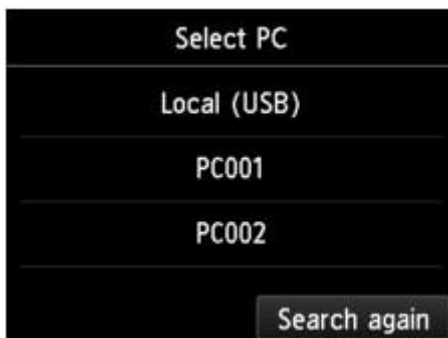 Select PC
Local (USB)
PC001
PC002
Search again